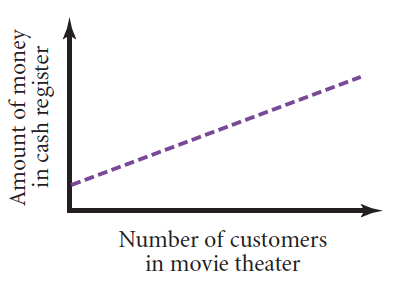 Amount of money
in cash register
Number of customers
in movie theater